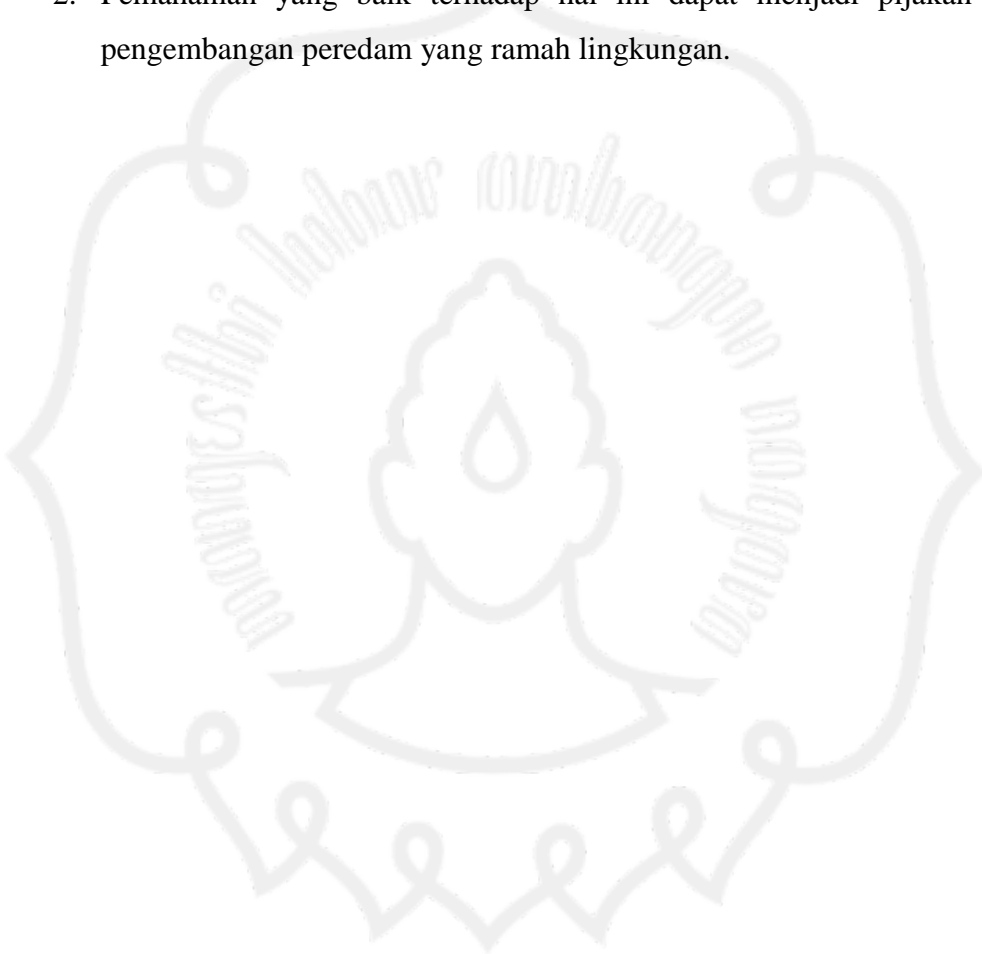 2. Pemahaman yang baik terhadap hal ini dapat menjadi pijakan
pengembangan peredam yang ramah lingkungan.